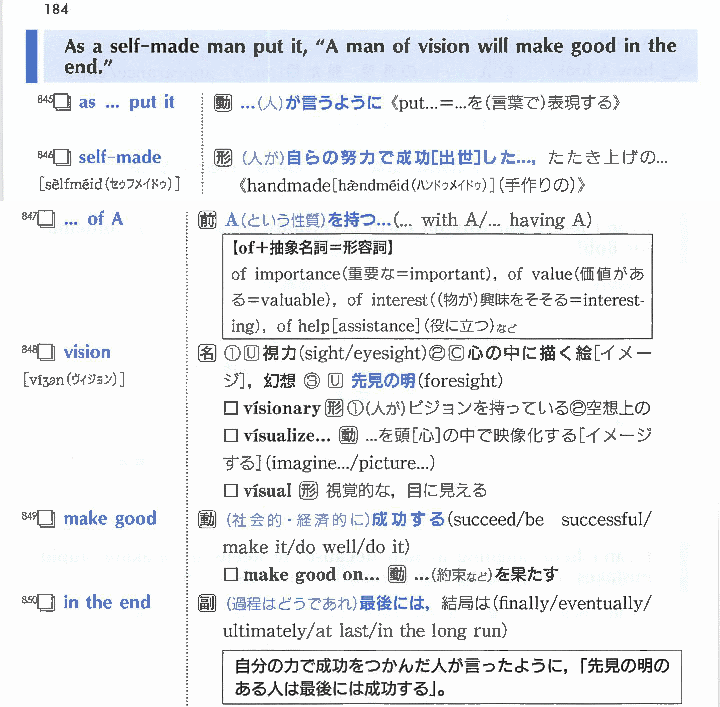 184
As a self-made man put it, “A man of vision will make good in the
end.”
845 as ... put it 動 …(人)が言うように《put…=…を(言葉で)表現する》
846 self-made 形 (人が)自らの努力で成功[出世]した…，たたき上げの…
[sèlfméid(セゥフメイドゥ)] 《handmade[hǽndméid(ハンドゥメイドゥ)](手作りの)》
847 ... of A 前 A(という性質)を持つ…(… with A/… having A)
【of+抽象名詞=形容詞】
of importance(重要な=important)，of value(価値があ
る=valuable)，of interest((物が)興味をそそる=interest-
ing)，of help[assistance](役に立つ)など
848 vision 名 ①Ⓤ視力(sight/eyesight)②Ⓒ心の中に描く絵[イメー
[víʒən(ヴィジョン)] ジ]，幻想 ③ Ⓤ 先見の明(foresight)
□ vísionary 形①(人が)ビジョンを持っている②空想上の
□ vísualize… 動 …を頭[心]の中で映像化する[イメージ
する](imagine…/picture…)
□ vísual 形 視覚的な，目に見える
849 make good 動 (社会的・経済的に)成功する(succeed/be successful/
make it/do well/do it)
□ make good on… 動 …(約束など)を果たす
850 in the end 副 (過程はどうであれ)最後には，結局は(finally/eventually/
ultimately/at last/in the long run)
自分の力で成功をつかんだ人が言ったように，「先見の明の
ある人は最後には成功する」。